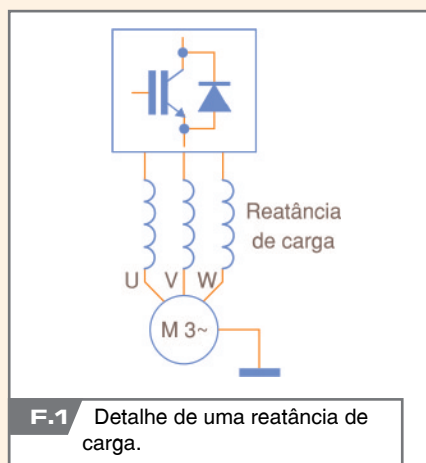 Reatância
de carga
U V W
M 3~
F.1 Detalhe de uma reatância de
carga.